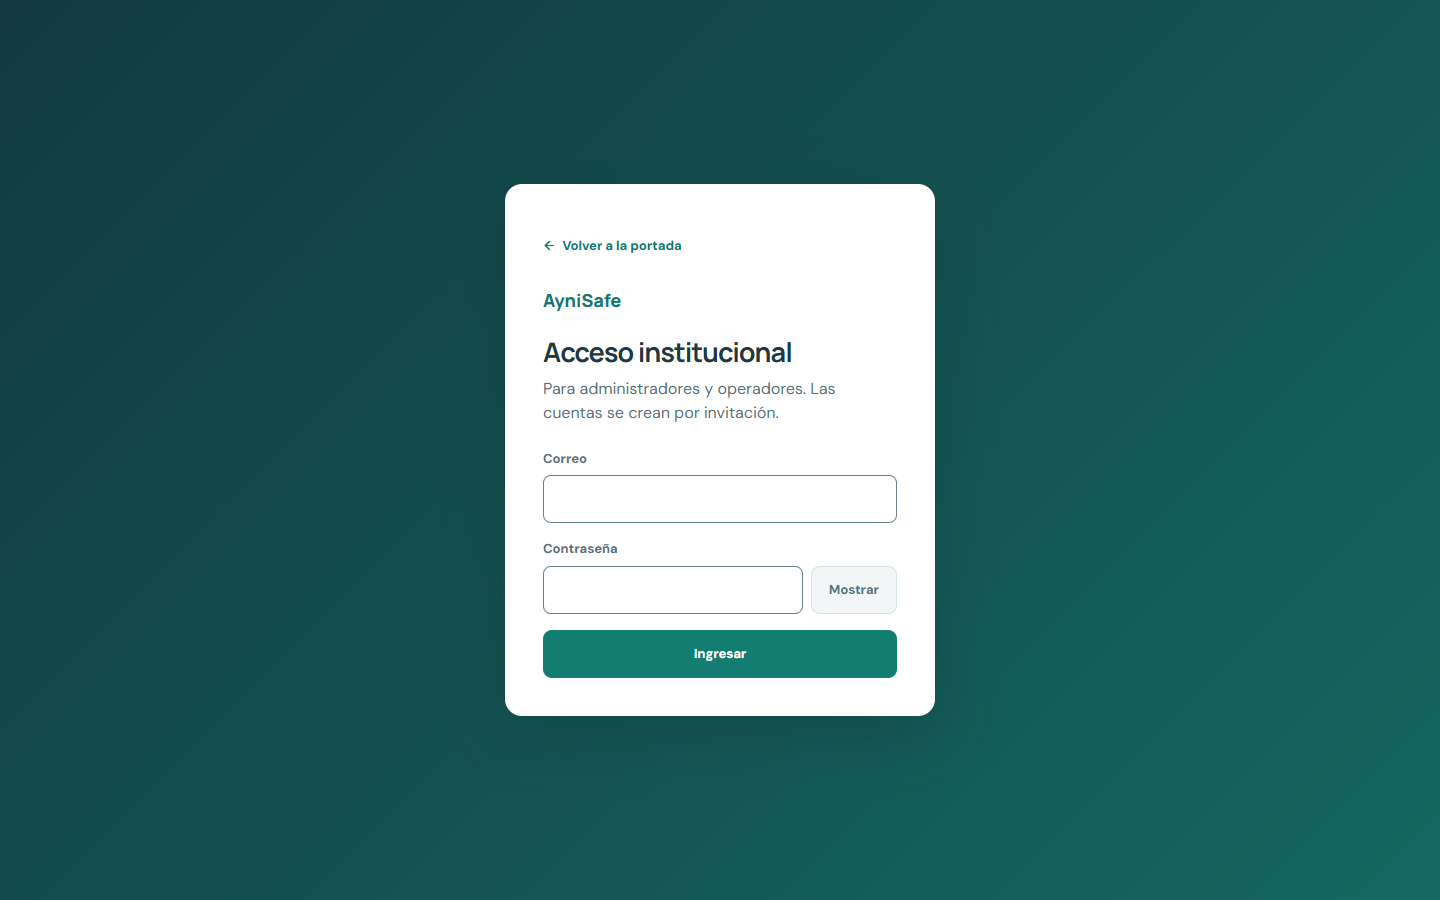 ← Volver a la portada
AyniSafe
Acceso institucional
Para administradores y operadores. Las
cuentas se crean por invitación.
Correo
Contraseña
Mostrar
Ingresar